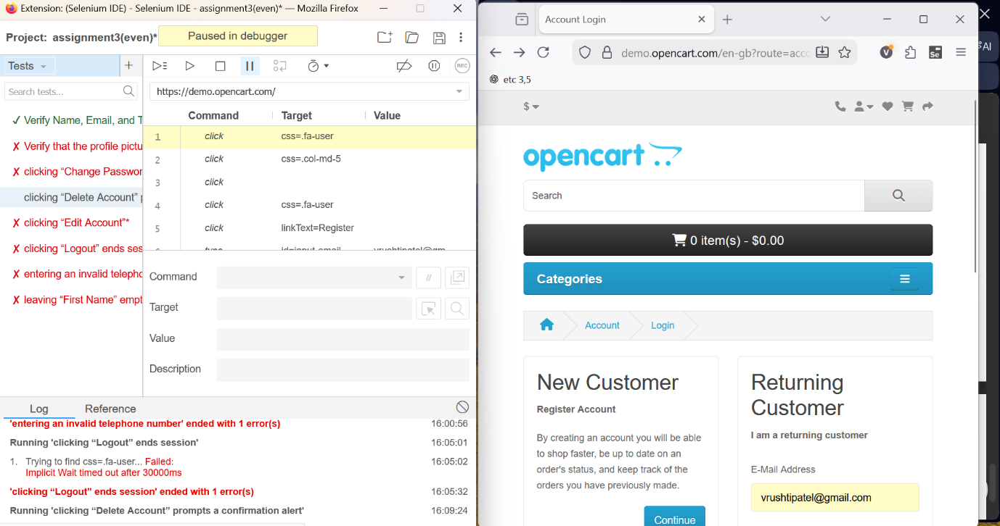 Extension: (Selenium IDE) - Selenium IDE - assignment3(even)* — Mozilla Firefox
Project: assignment3(even)*
Paused in debugger
Tests
Search tests...
✓ Verify Name, Email, and T
✗ Verify that the profile pictu
✗ clicking “Change Passwor
clicking “Delete Account” p
✗ clicking “Edit Account”*
✗ clicking “Logout” ends ses
✗ entering an invalid telepho
✗ leaving “First Name” empt
REC
https://demo.opencart.com/
Command Target Value
1 click css=.fa-user
2 click css=.col-md-5
3 click
4 click css=.fa-user
5 click linkText=Register
6 type id=input-email vrushtipatel@gm
Command
//
Target
Value
Description
Log Reference
'entering an invalid telephone number' ended with 1 error(s) 16:00:56
Running 'clicking “Logout” ends session' 16:05:01
1. Trying to find css=.fa-user... Failed: 16:05:02
Implicit Wait timed out after 30000ms
'clicking “Logout” ends session' ended with 1 error(s) 16:05:32
Running 'clicking “Delete Account” prompts a confirmation alert' 16:09:24
Account Login
demo.opencart.com/en-gb?route=acco
V
Se
etc 3,5
$
opencart
Search
0 item(s) - $0.00
Categories
Account
Login
New Customer
Register Account
By creating an account you will be able
to shop faster, be up to date on an
order's status, and keep track of the
orders you have previously made.
Continue
Returning
Customer
I am a returning customer
E-Mail Address
vrushtipatel@gmail.com
AI